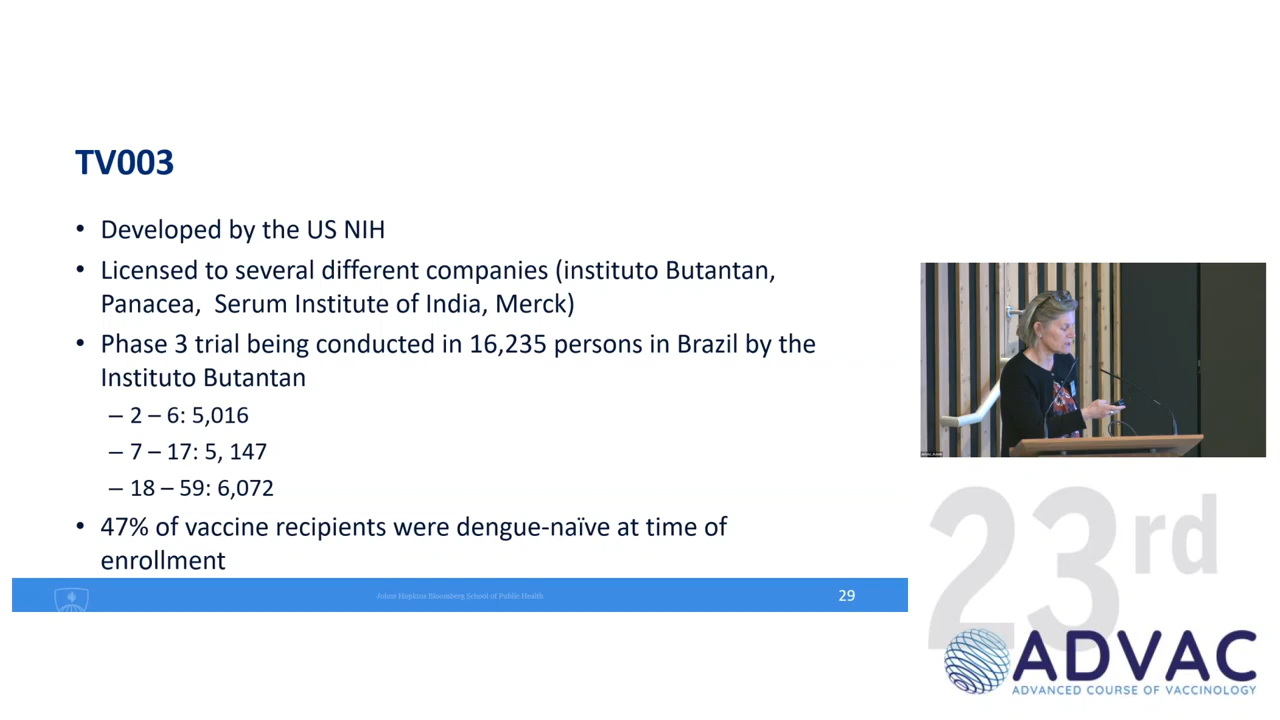 TV003
• Developed by the US NIH
• Licensed to several different companies (instituto Butantan,
Panacea, Serum Institute of India, Merck)
• Phase 3 trial being conducted in 16,235 persons in Brazil by the
Instituto Butantan
– 2 – 6: 5,016
– 7 – 17: 5, 147
– 18 – 59: 6,072
• 47% of vaccine recipients were dengue-naïve at time of
enrollment
Johns Hopkins Bloomberg School of Public Health
29
23rd
ADVAC
ADVANCED COURSE OF VACCINOLOGY